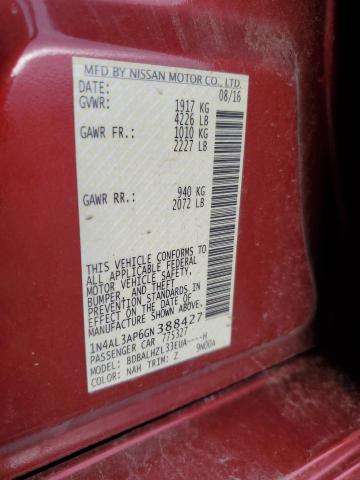 MFD BY NISSAN MOTOR CO., LTD.
DATE: 08/16
GVWR: 1917 KG
4226 LB
GAWR FR: 1010 KG
2227 LB
GAWR RR: 940 KG
2072 LB
THIS VEHICLE CONFORMS TO
ALL APPLICABLE FEDERAL
MOTOR VEHICLE SAFETY,
BUMPER, AND THEFT
PREVENTION STANDARDS IN
EFFECT ON THE DATE OF
MANUFACTURE SHOWN ABOVE.
1N4AL3AP6GN388427
PASSENGER CAR 775327
MODEL: BDBALHZL33EUA----H
COLOR: NAH TRIM: Z 9N00A